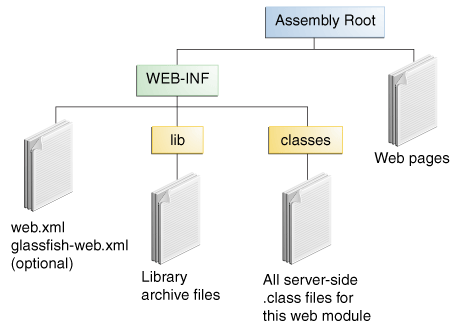 Assembly Root
WEB-INF
lib
classes
Web pages
web.xml
glassfish-web.xml
(optional)
Library
archive files
All server-side
.class files for
this web module